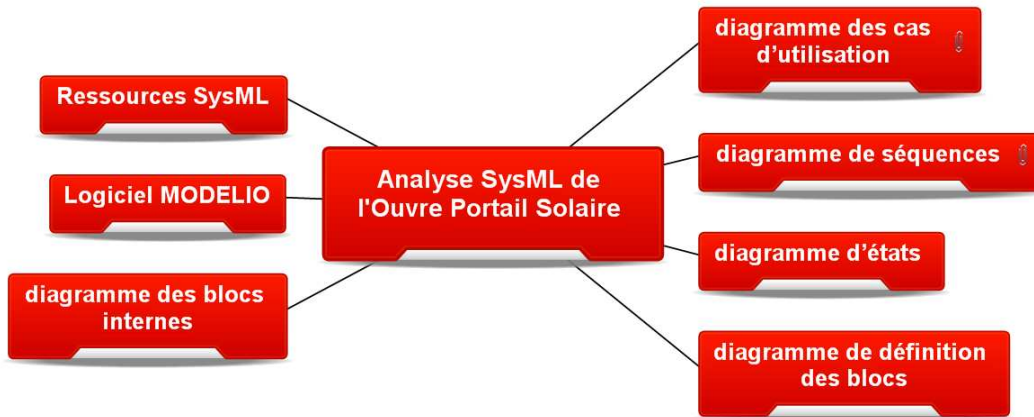 diagramme des cas
d’utilisation
Ressources SysML
diagramme de séquences
Analyse SysML de
l'Ouvre Portail Solaire
Logiciel MODELIO
diagramme d’états
diagramme des blocs
internes
diagramme de définition
des blocs